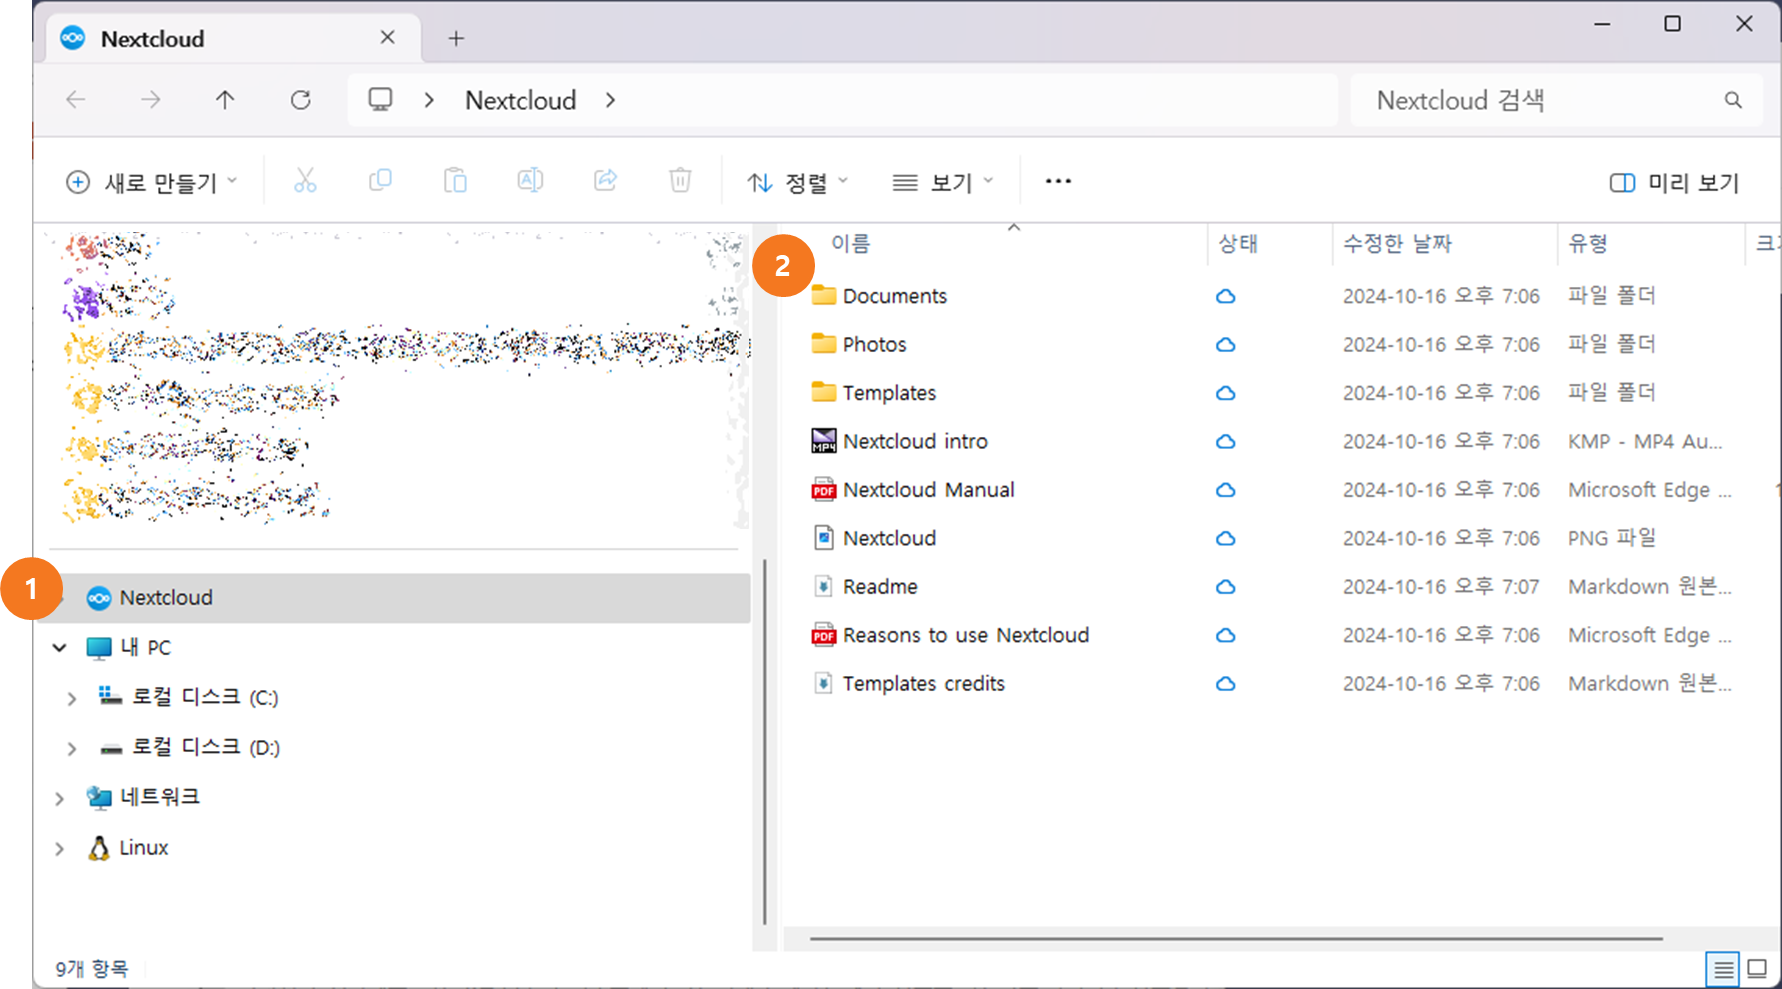 Nextcloud
Nextcloud
Nextcloud 검색
새로 만들기
정렬
보기
미리 보기
이름 상태 수정한 날짜 유형
2
Documents 2024-10-16 오후 7:06 파일 폴더
Photos 2024-10-16 오후 7:06 파일 폴더
Templates 2024-10-16 오후 7:06 파일 폴더
MP4 Nextcloud intro 2024-10-16 오후 7:06 KMP - MP4 Au...
PDF Nextcloud Manual 2024-10-16 오후 7:06 Microsoft Edge ...
Nextcloud 2024-10-16 오후 7:06 PNG 파일
Readme 2024-10-16 오후 7:07 Markdown 원본...
PDF Reasons to use Nextcloud 2024-10-16 오후 7:06 Microsoft Edge ...
Templates credits 2024-10-16 오후 7:06 Markdown 원본...
1
Nextcloud
내 PC
로컬 디스크 (C:)
로컬 디스크 (D:)
네트워크
Linux
9개 항목